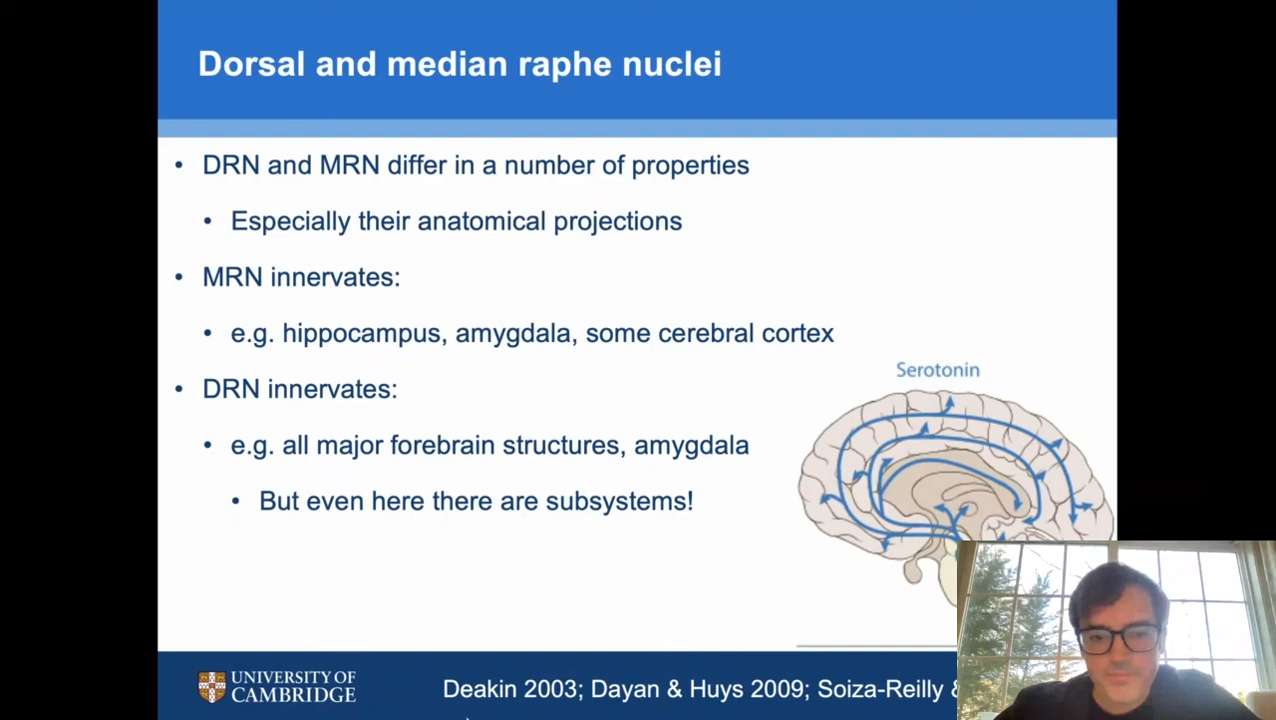 Dorsal and median raphe nuclei
• DRN and MRN differ in a number of properties
• Especially their anatomical projections
• MRN innervates:
• e.g. hippocampus, amygdala, some cerebral cortex
• DRN innervates:
• e.g. all major forebrain structures, amygdala
• But even here there are subsystems!
Serotonin
UNIVERSITY OF
CAMBRIDGE
Deakin 2003; Dayan & Huys 2009; Soiza-Reilly &